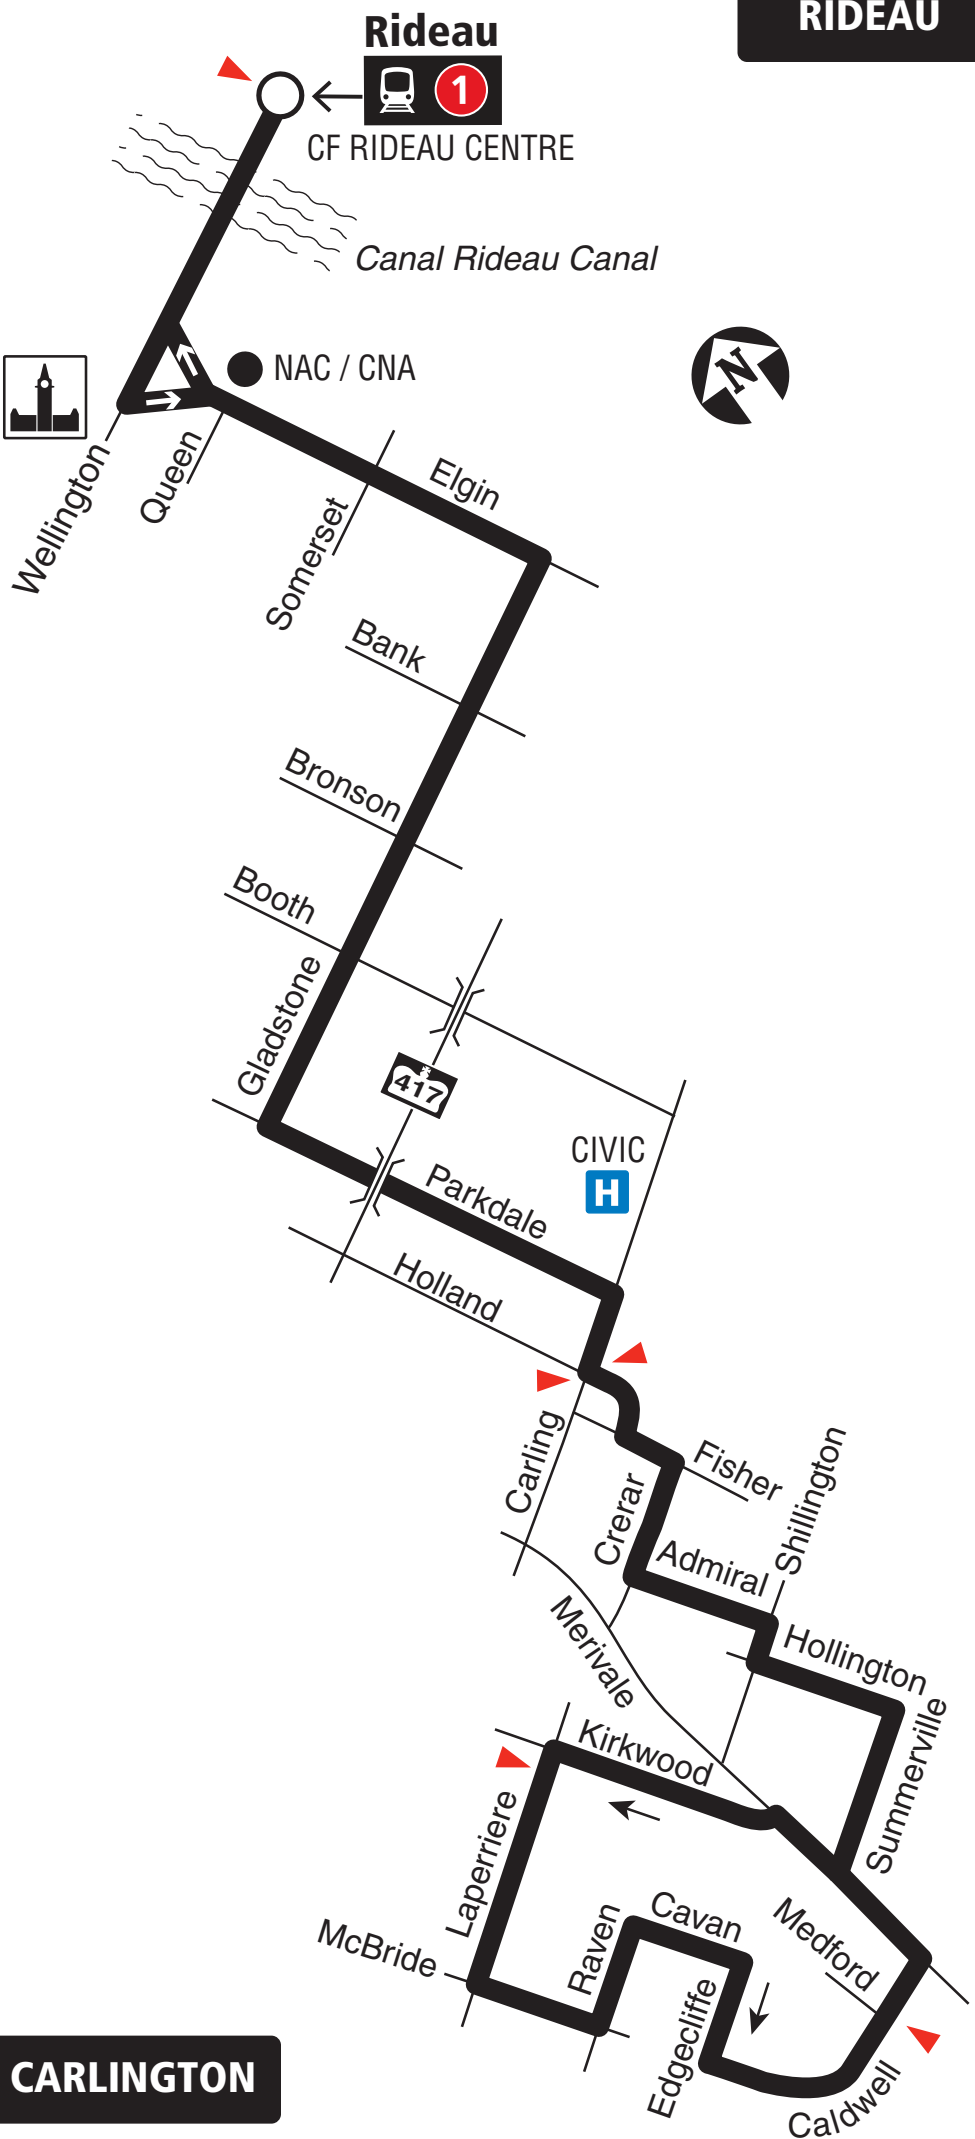 RIDEAU
Rideau
1
CF RIDEAU CENTRE
Canal Rideau Canal
NAC / CNA
N
Wellington
Queen
Somerset
Elgin
Bank
Bronson
Booth
Gladstone
417
CIVIC
H
Parkdale
Holland
Carling
Fisher
Shillington
Crerar
Admiral
Merivale
Hollington
Kirkwood
Summerville
Laperriere
McBride
Raven
Cavan
Medford
Edgecliffe
Caldwell
CARLINGTON